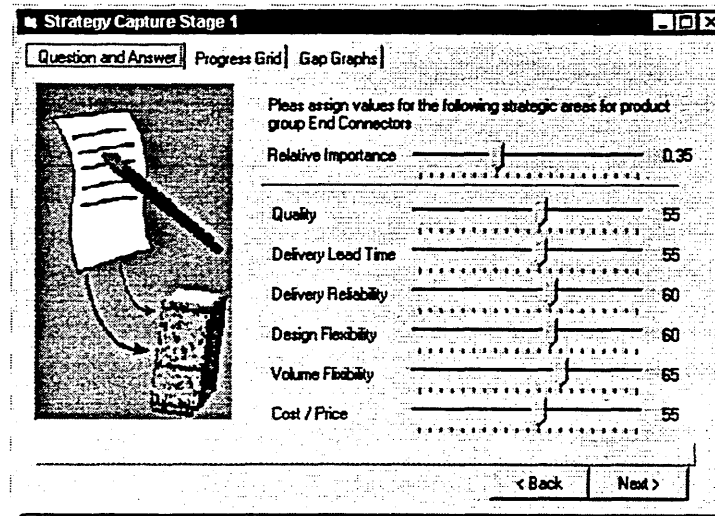 Strategy Capture Stage 1
Question and Answer Progress Grid Gap Graphs
Pleas assign values for the following strategic areas for product
group End Connectors
Relative Importance 0.35
Quality 55
Delivery Lead Time 55
Delivery Reliability 60
Design Flexibility 60
Volume Flixibility 65
Cost / Price 55
< Back Next >